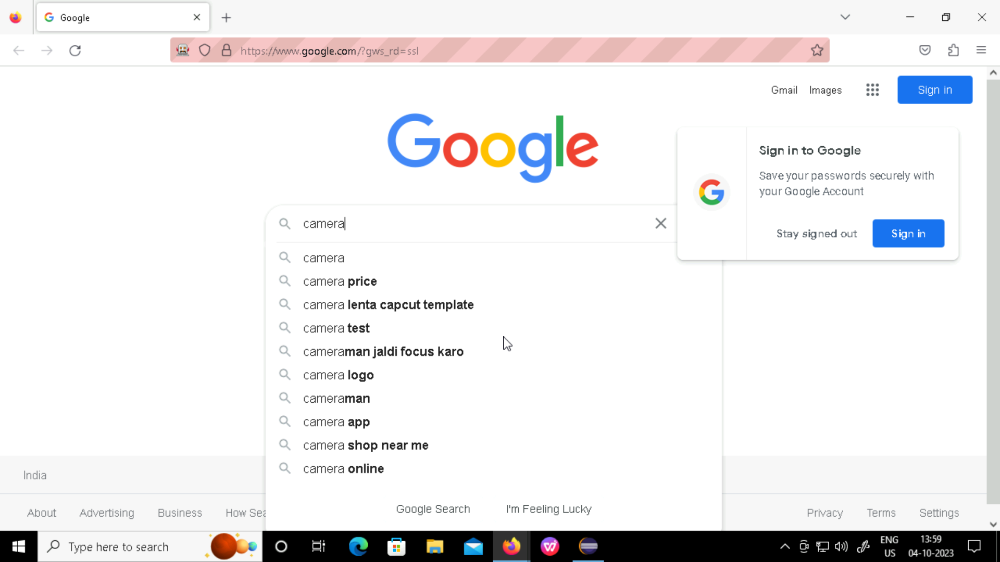 Google
https://www.google.com/?gws_rd=ssl
Gmail Images Sign in
Google
Sign in to Google
Save your passwords securely with
your Google Account
Stay signed out Sign in
camera
camera
camera price
camera lenta capcut template
camera test
cameraman jaldi focus karo
camera logo
cameraman
camera app
camera shop near me
camera online
Google Search I'm Feeling Lucky
India
About Advertising Business How Sea Privacy Terms Settings
Type here to search
ENG
US
13:59
04-10-2023